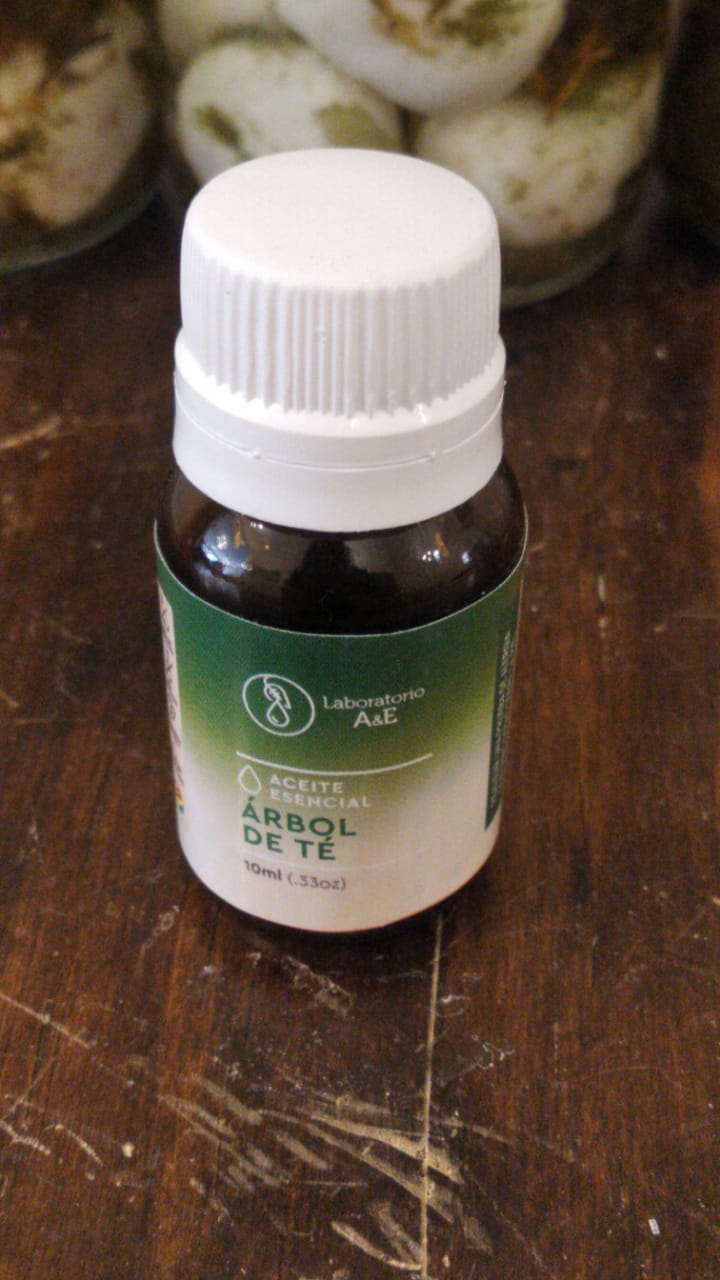 Laboratorio
A&E
ACEITE
ESENCIAL
ÁRBOL
DE TÉ
10ml (.33oz)